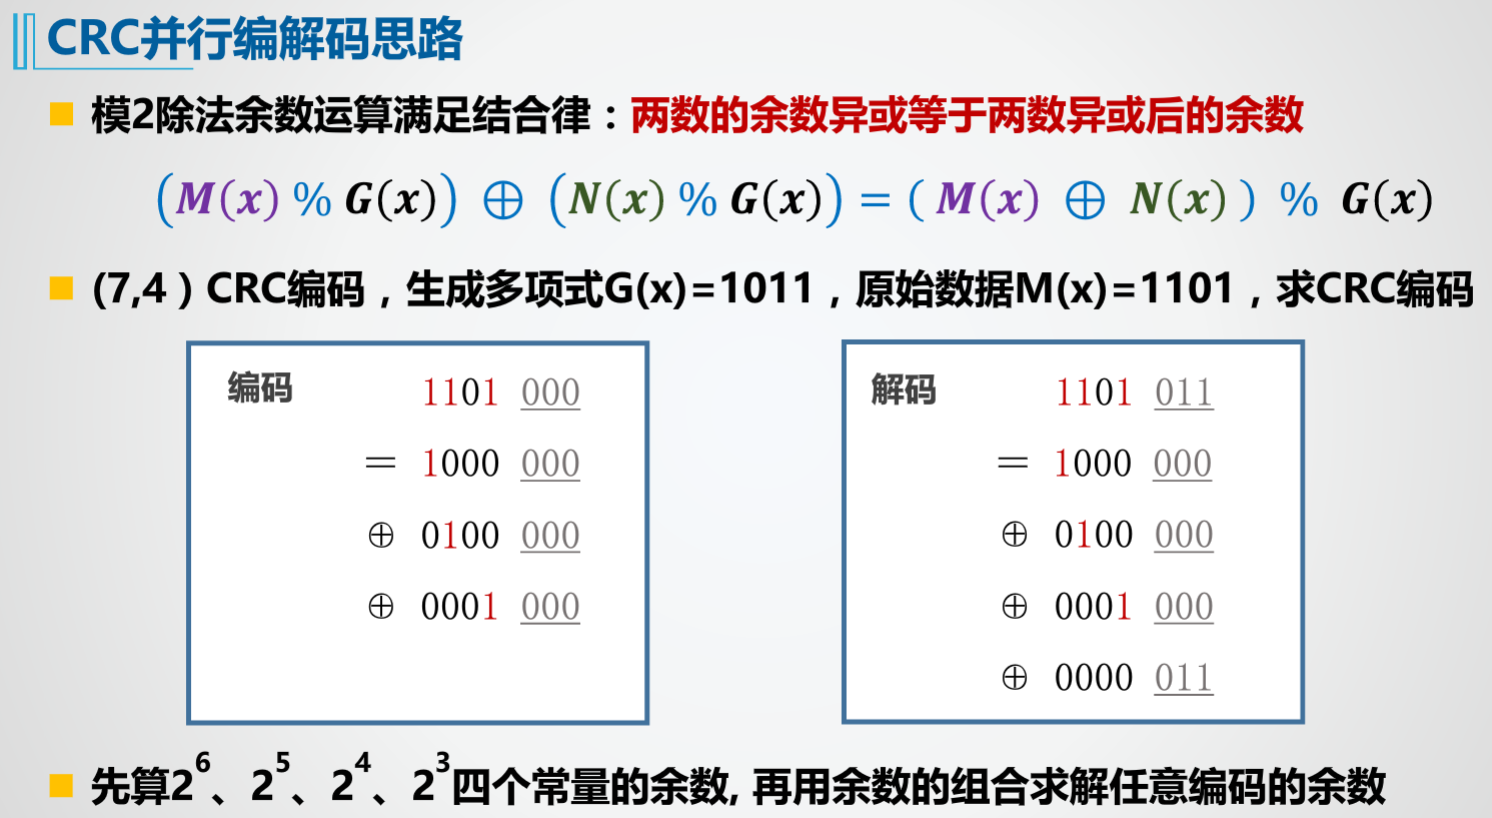 CRC并行编解码思路
模2除法余数运算满足结合律：两数的余数异或等于两数异或后的余数
(M(x) % G(x)) ⊕ (N(x) % G(x)) = ( M(x) ⊕ N(x) ) % G(x)
(7,4 ) CRC编码，生成多项式G(x)=1011，原始数据M(x)=1101，求CRC编码
编码 1101 000
= 1000 000
⊕ 0100 000
⊕ 0001 000
解码 1101 011
= 1000 000
⊕ 0100 000
⊕ 0001 000
⊕ 0000 011
先算2⁶、2⁵、2⁴、2³四个常量的余数, 再用余数的组合求解任意编码的余数